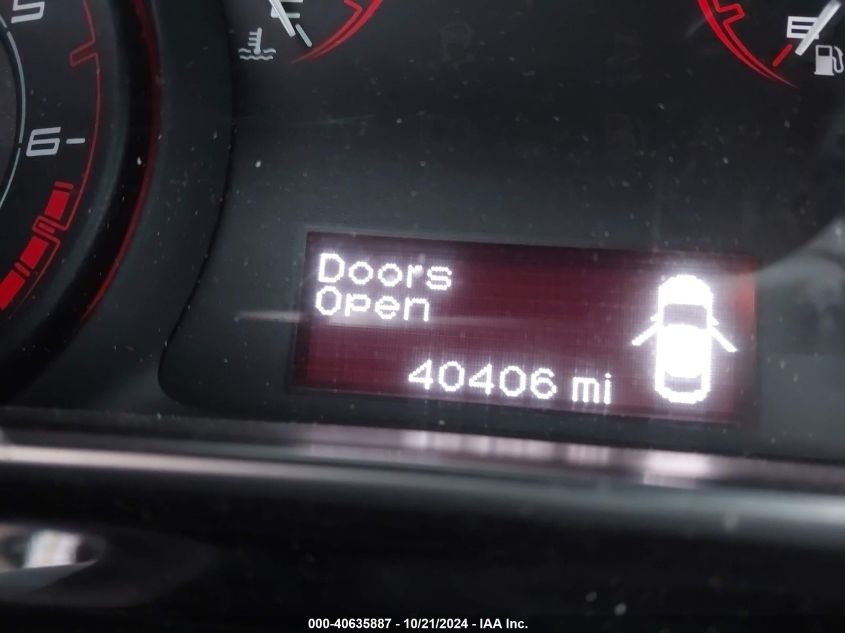 5
6
E
Doors
Open
40406 mi
000-40635887 - 10/21/2024 - IAA Inc.